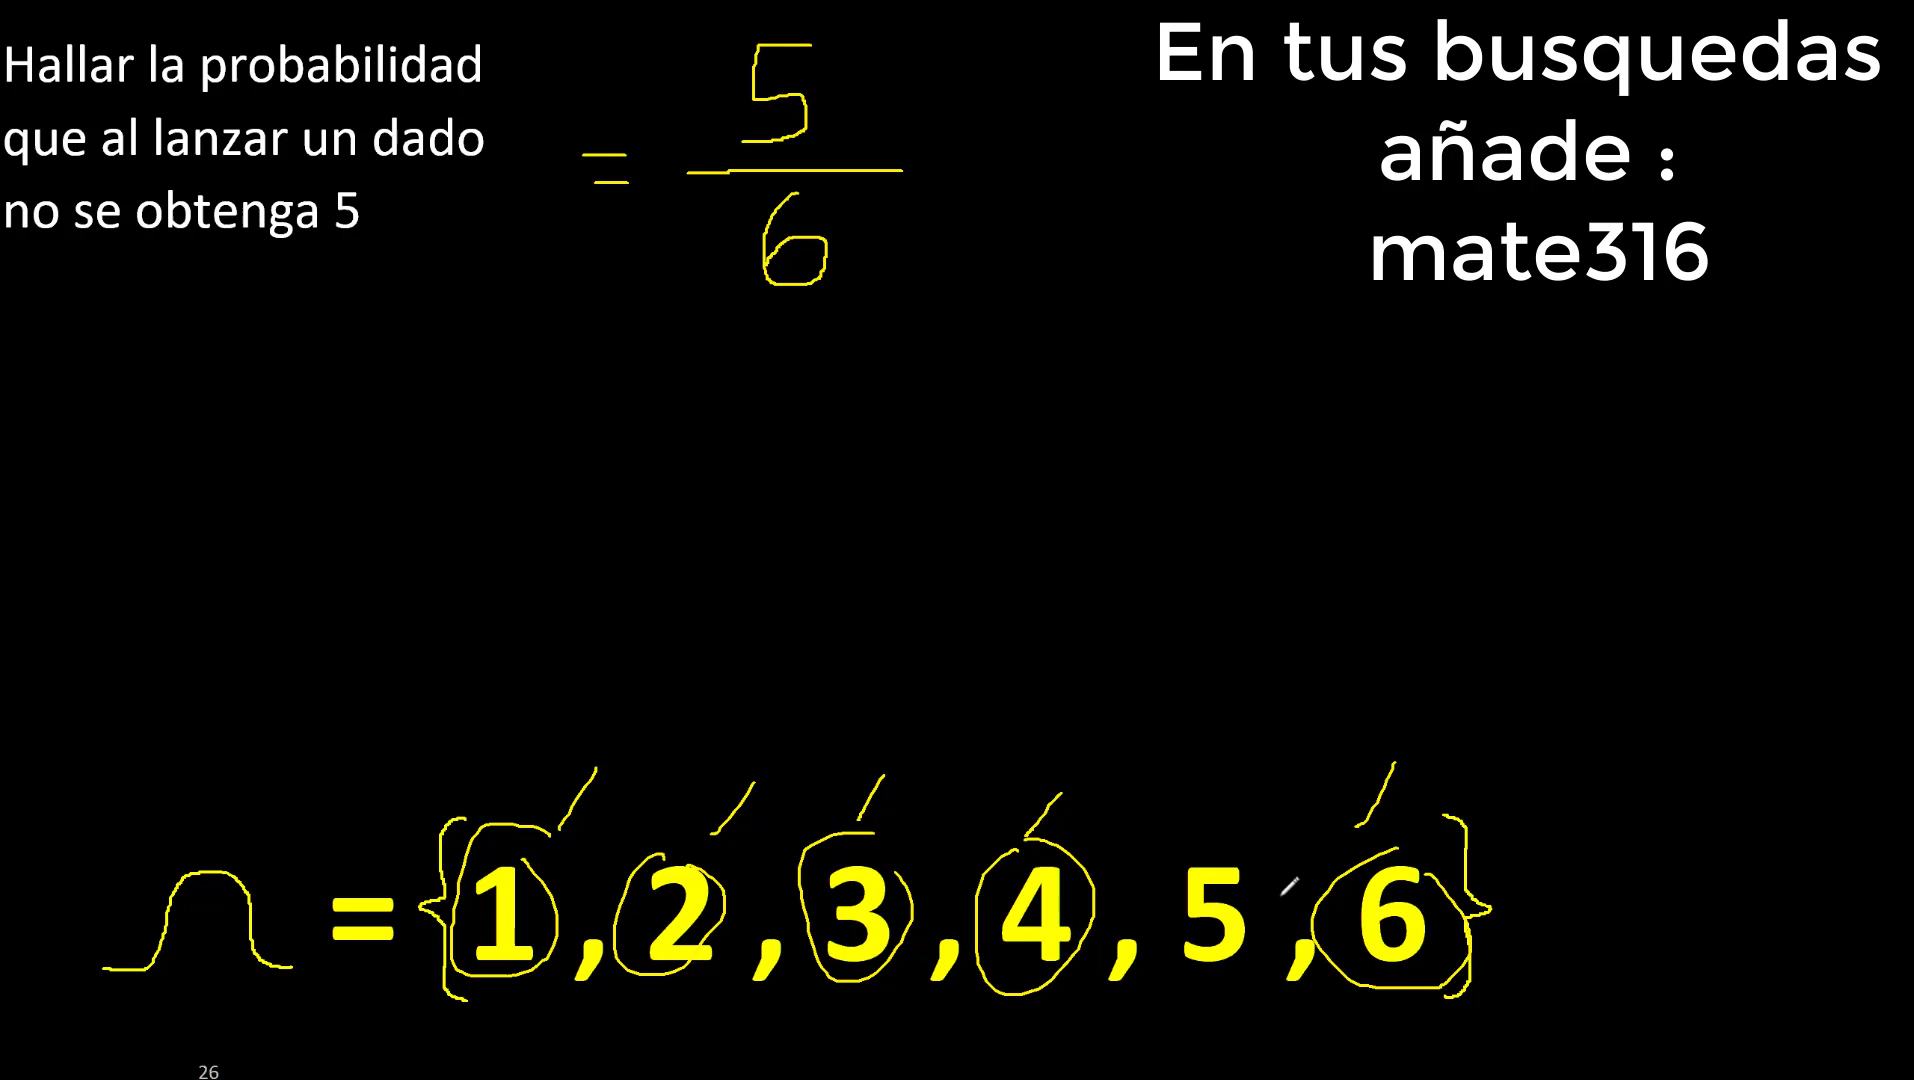 Hallar la probabilidad
que al lanzar un dado
no se obtenga 5
= 5
6
En tus busquedas
añade :
mate316
Ω = {1 , 2 , 3 , 4 , 5 , 6}
26